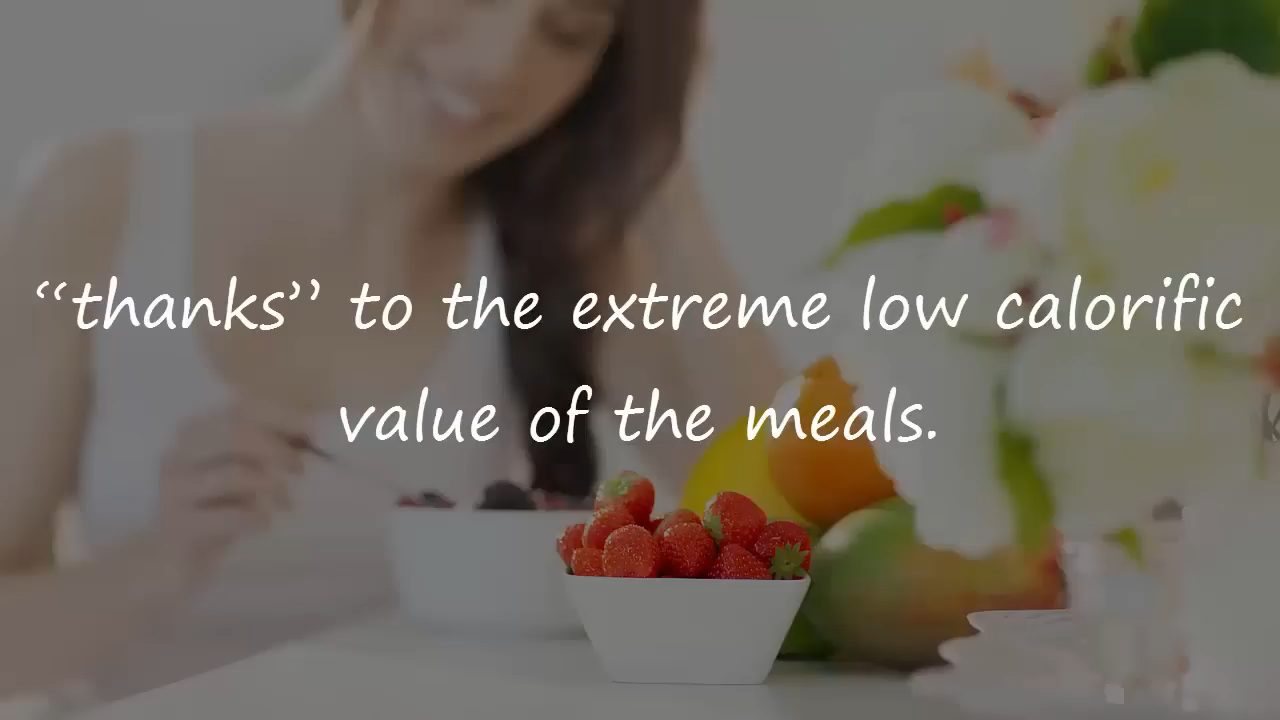 “thanks” to the extreme low calorific
value of the meals.